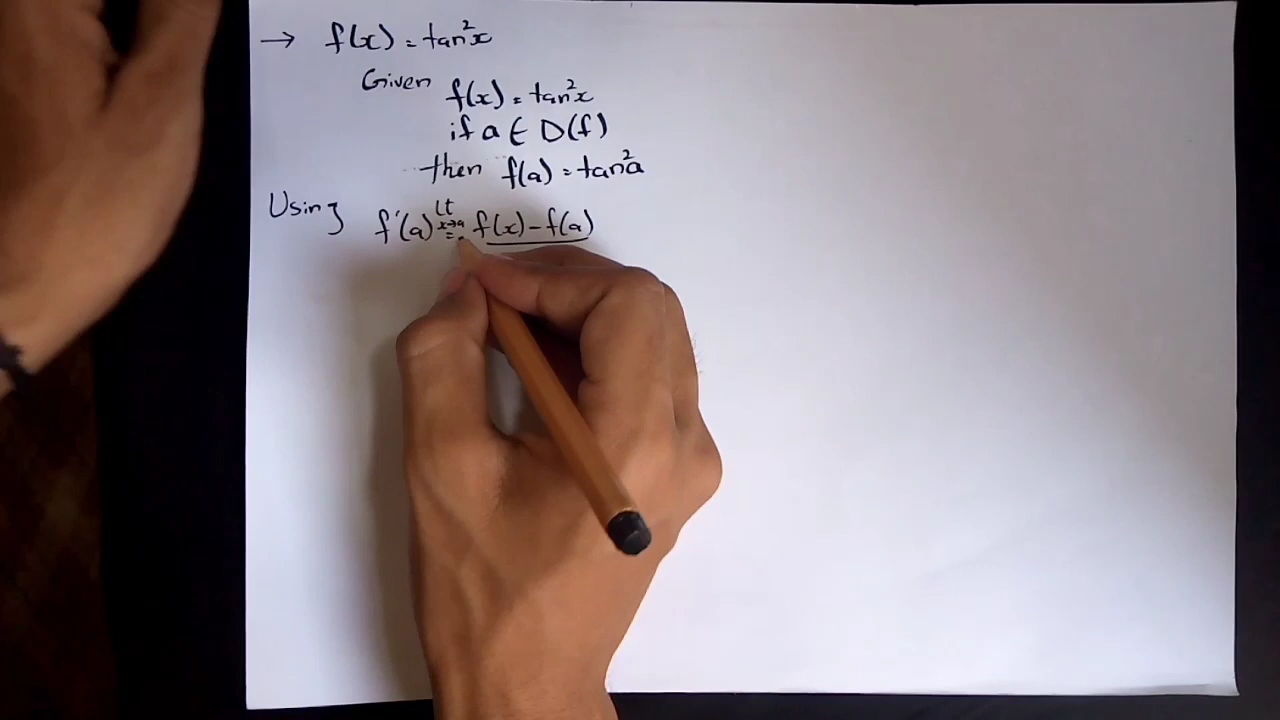 → f(x) = tan²x
Given f(x) = tan²x
if a ∈ D(f)
then f(a) = tan²a
Using f'(a) = Lt x→a f(x) - f(a)